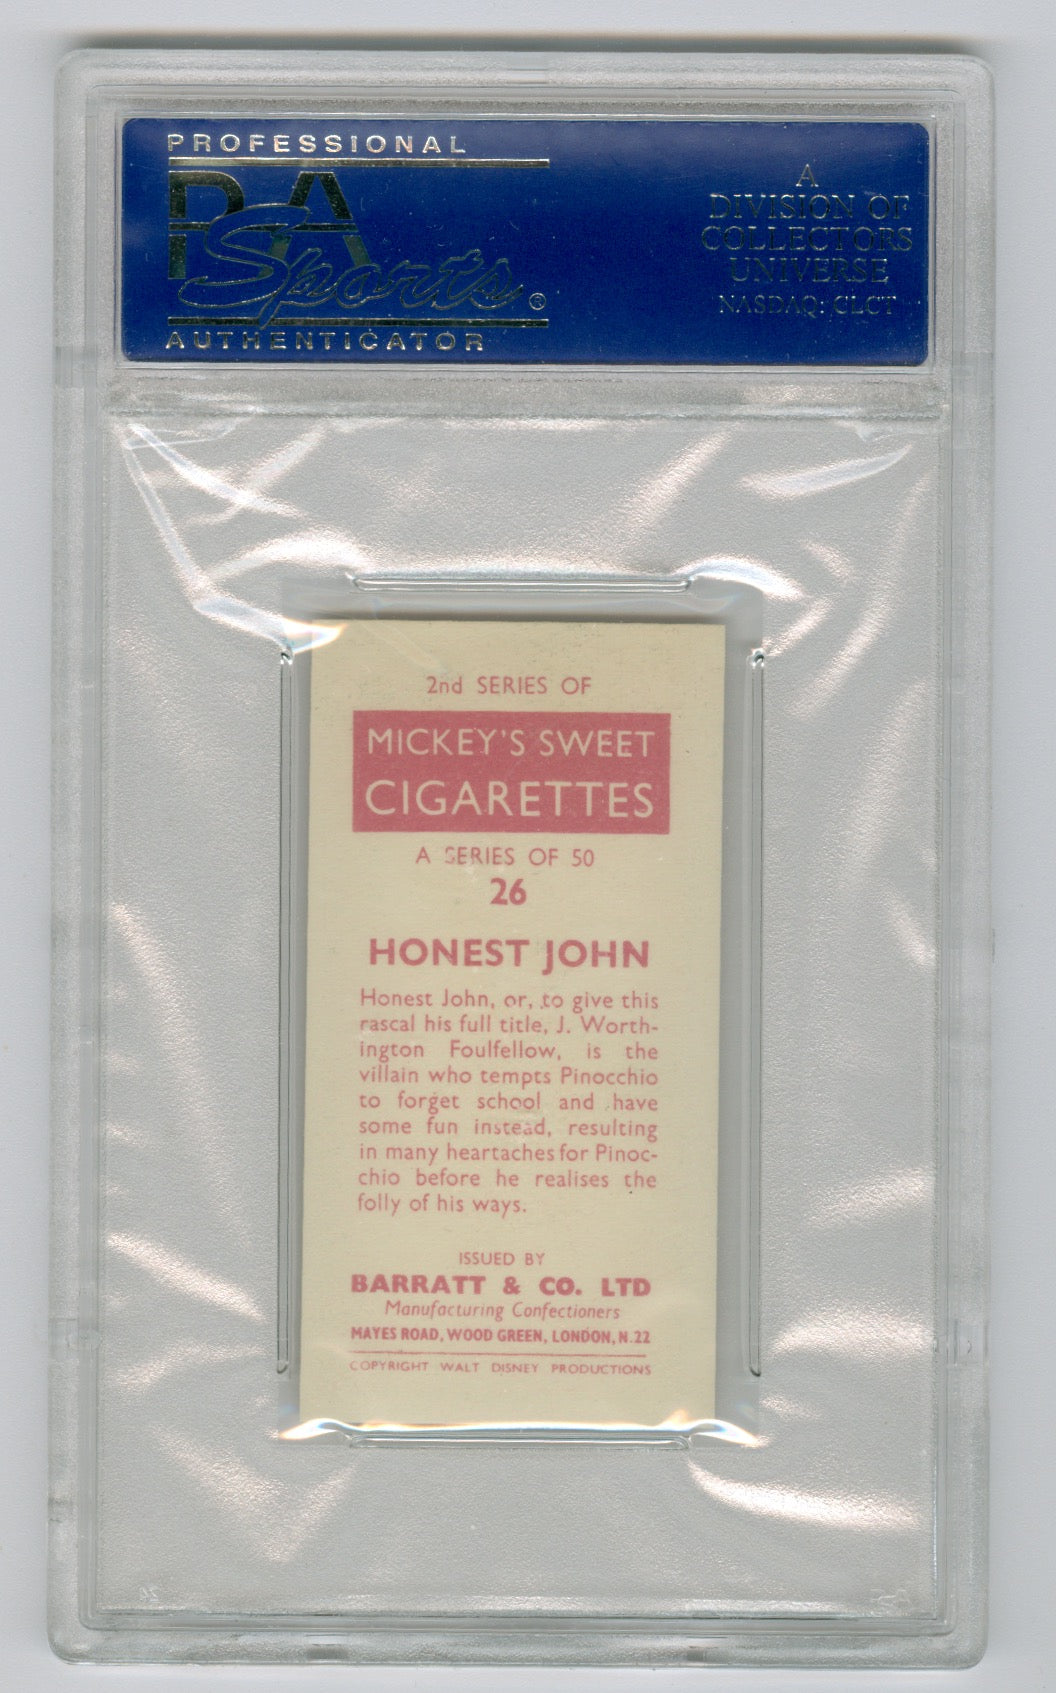 PROFESSIONAL
PSA
Sports®
AUTHENTICATOR
A
DIVISION OF
COLLECTORS
UNIVERSE
NASDAQ: CLCT
2nd SERIES OF
MICKEY'S SWEET
CIGARETTES
A SERIES OF 50
26
HONEST JOHN
Honest John, or, to give this
rascal his full title, J. Worth-
ington Foulfellow, is the
villain who tempts Pinocchio
to forget school and have
some fun instead, resulting
in many heartaches for Pinoc-
chio before he realises the
folly of his ways.
ISSUED BY
BARRATT & CO. LTD
Manufacturing Confectioners
MAYES ROAD, WOOD GREEN, LONDON, N.22
COPYRIGHT WALT DISNEY PRODUCTIONS